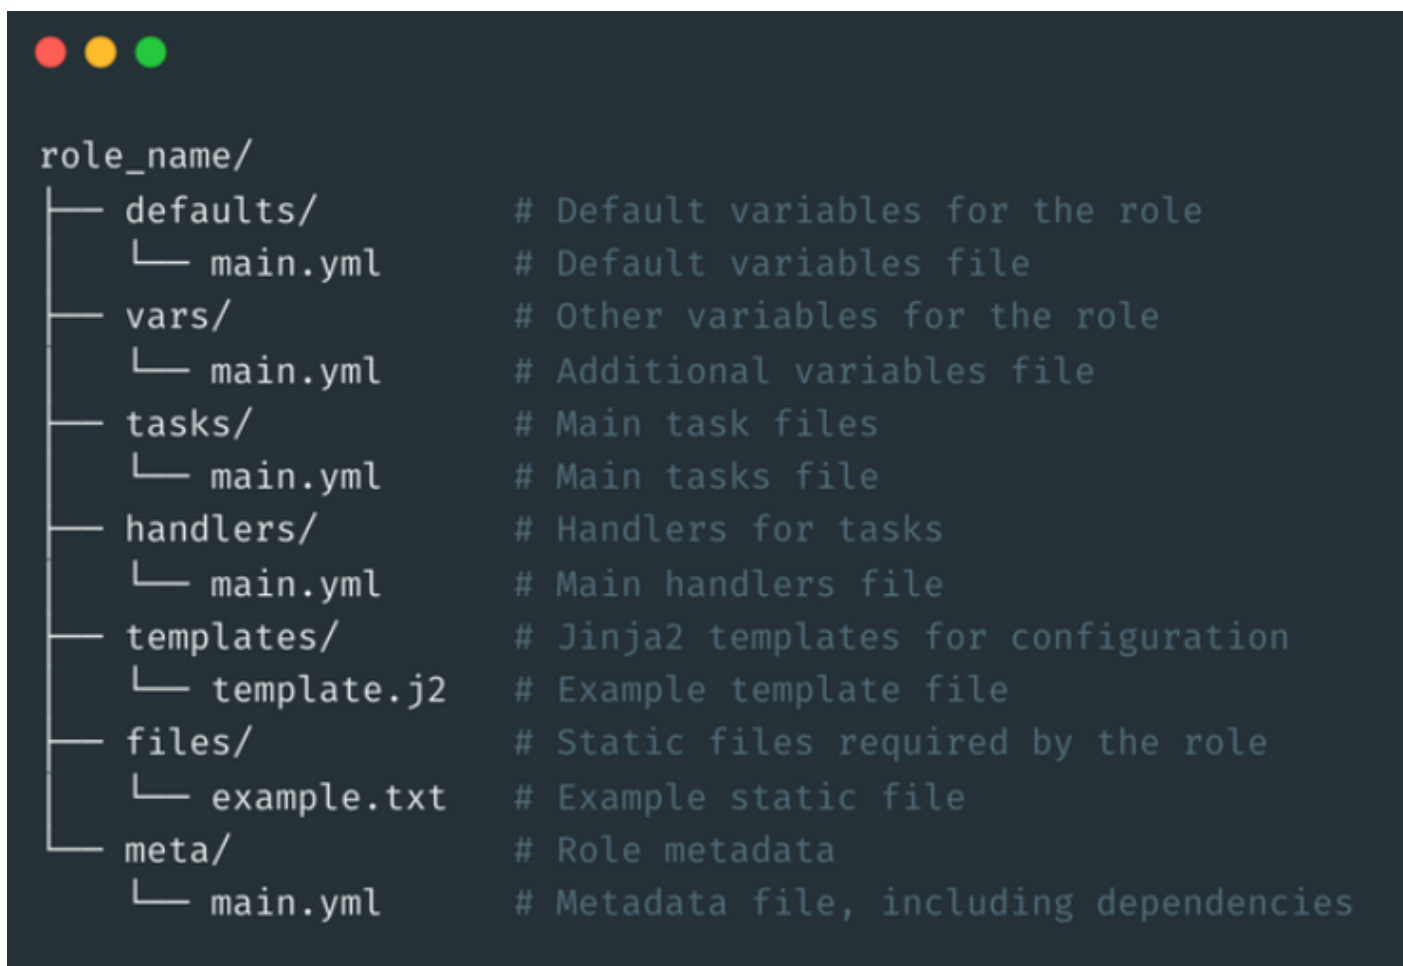 role_name/
├── defaults/         # Default variables for the role
│   └── main.yml      # Default variables file
├── vars/             # Other variables for the role
│   └── main.yml      # Additional variables file
├── tasks/            # Main task files
│   └── main.yml      # Main tasks file
├── handlers/         # Handlers for tasks
│   └── main.yml      # Main handlers file
├── templates/        # Jinja2 templates for configuration
│   └── template.j2   # Example template file
├── files/            # Static files required by the role
│   └── example.txt   # Example static file
└── meta/             # Role metadata
    └── main.yml      # Metadata file, including dependencies